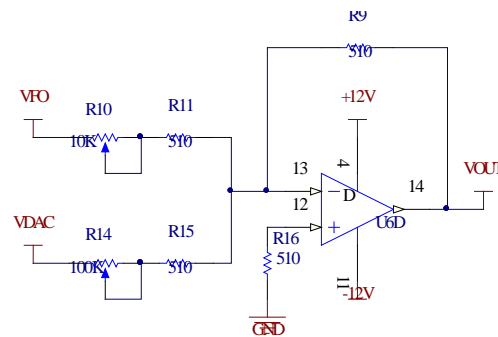 R9
510
VFO
R10
R11
+12V
10K
510
13
4
VOUT
14
12
D
U6D
VDAC
R14
R15
R16
100K
510
510
11
-12V
GND